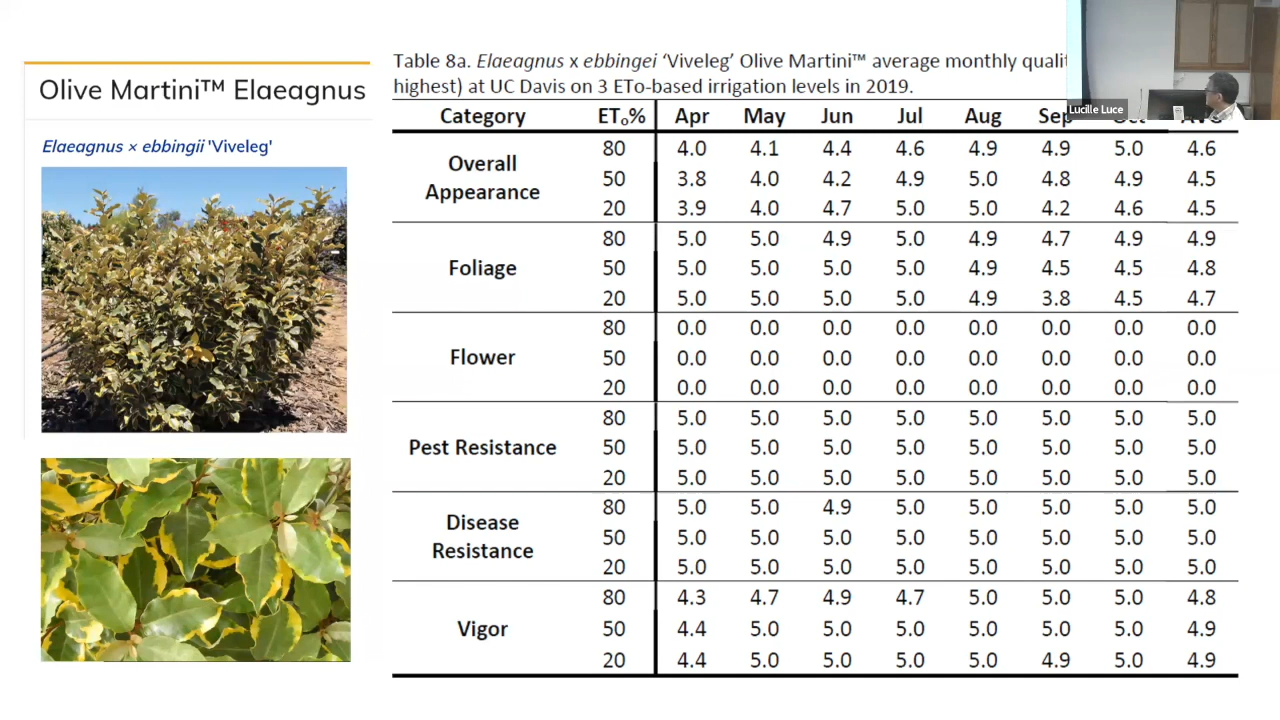 Olive Martini™ Elaeagnus
Elaeagnus × ebbingii 'Viveleg'
Table 8a. Elaeagnus x ebbingei ‘Viveleg’ Olive Martini™ average monthly
highest) at UC Davis on 3 ETo-based irrigation levels in 2019.
Lucille Luce
Category ETo% Apr May Jun Jul Aug
Overall Appearance
80 4.0 4.1 4.4 4.6 4.9 4.9 5.0 4.6
50 3.8 4.0 4.2 4.9 5.0 4.8 4.9 4.5
20 3.9 4.0 4.7 5.0 5.0 4.2 4.6 4.5
Foliage
80 5.0 5.0 4.9 5.0 4.9 4.7 4.9 4.9
50 5.0 5.0 5.0 5.0 4.9 4.5 4.5 4.8
20 5.0 5.0 5.0 5.0 4.9 3.8 4.5 4.7
Flower
80 0.0 0.0 0.0 0.0 0.0 0.0 0.0 0.0
50 0.0 0.0 0.0 0.0 0.0 0.0 0.0 0.0
20 0.0 0.0 0.0 0.0 0.0 0.0 0.0 0.0
Pest Resistance
80 5.0 5.0 5.0 5.0 5.0 5.0 5.0 5.0
50 5.0 5.0 5.0 5.0 5.0 5.0 5.0 5.0
20 5.0 5.0 5.0 5.0 5.0 5.0 5.0 5.0
Disease Resistance
80 5.0 5.0 4.9 5.0 5.0 5.0 5.0 5.0
50 5.0 5.0 5.0 5.0 5.0 5.0 5.0 5.0
20 5.0 5.0 5.0 5.0 5.0 5.0 5.0 5.0
Vigor
80 4.3 4.7 4.9 4.7 5.0 5.0 5.0 4.8
50 4.4 5.0 5.0 5.0 5.0 5.0 5.0 4.9
20 4.4 5.0 5.0 5.0 5.0 4.9 5.0 4.9